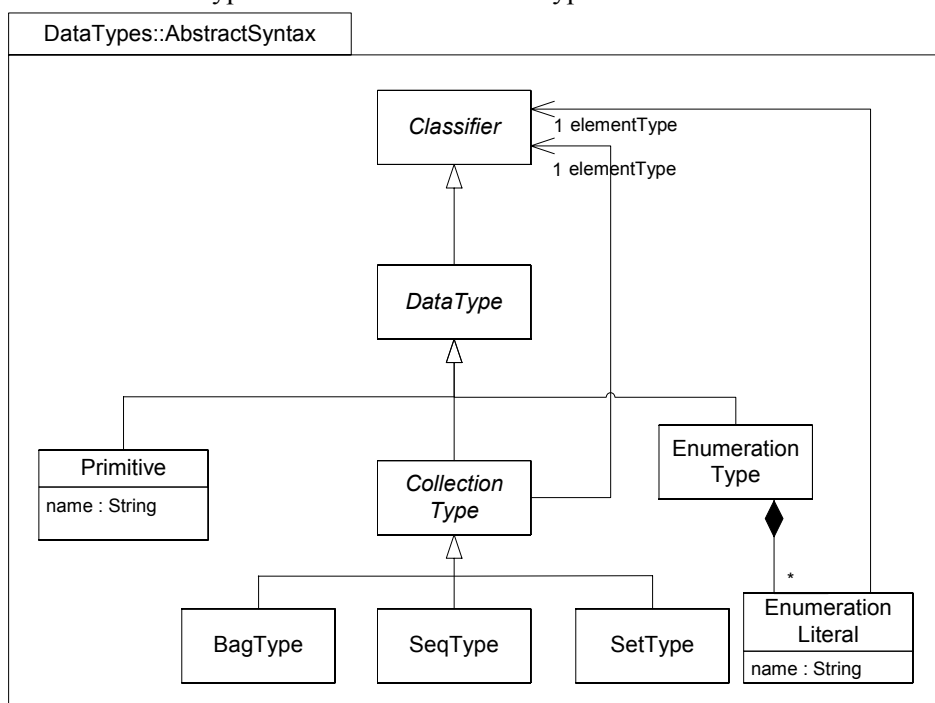 DataTypes::AbstractSyntax
Classifier
1 elementType
1 elementType
DataType
Primitive
name : String
Collection
Type
Enumeration
Type
*
BagType
SeqType
SetType
Enumeration
Literal
name : String